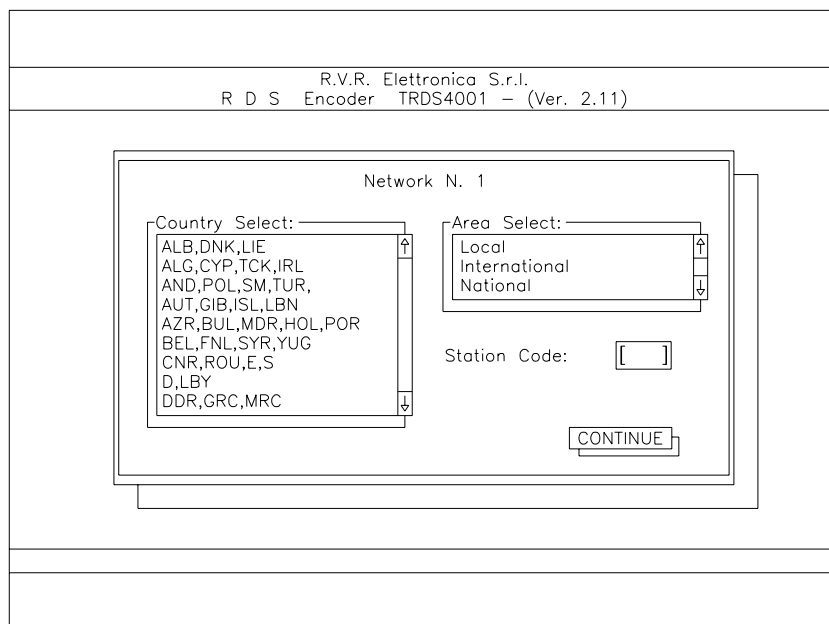 R.V.R. Elettronica S.r.l.
R D S Encoder TRDS4001 – (Ver. 2.11)
Network N. 1
Country Select:
ALB,DNK,LIE
ALG,CYP,TCK,IRL
AND,POL,SM,TUR,
AUT,GIB,ISL,LBN
AZR,BUL,MDR,HOL,POR
BEL,FNL,SYR,YUG
CNR,ROU,E,S
D,LBY
DDR,GRC,MRC
Area Select:
Local
International
National
Station Code: [ ]
CONTINUE